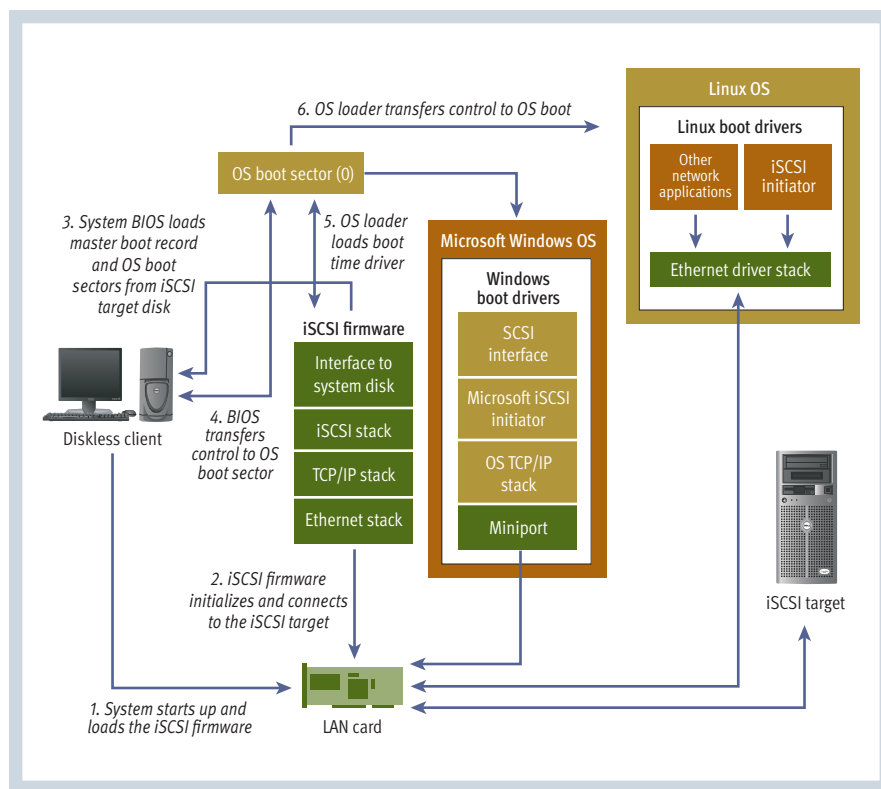 Linux OS
6. OS loader transfers control to OS boot
Linux boot drivers
Other
network
applications
iSCSI
initiator
OS boot sector (0)
3. System BIOS loads
master boot record
and OS boot
sectors from iSCSI
target disk
5. OS loader
loads boot
time driver
Microsoft Windows OS
Ethernet driver stack
Windows
boot drivers
iSCSI firmware
SCSI
interface
Interface to
system disk
Microsoft iSCSI
initiator
iSCSI stack
Diskless client
4. BIOS
transfers
control to OS
boot sector
OS TCP/IP
stack
TCP/IP stack
Ethernet stack
Miniport
2. iSCSI firmware
initializes and connects
to the iSCSI target
iSCSI target
1. System starts up and
loads the iSCSI firmware
LAN card